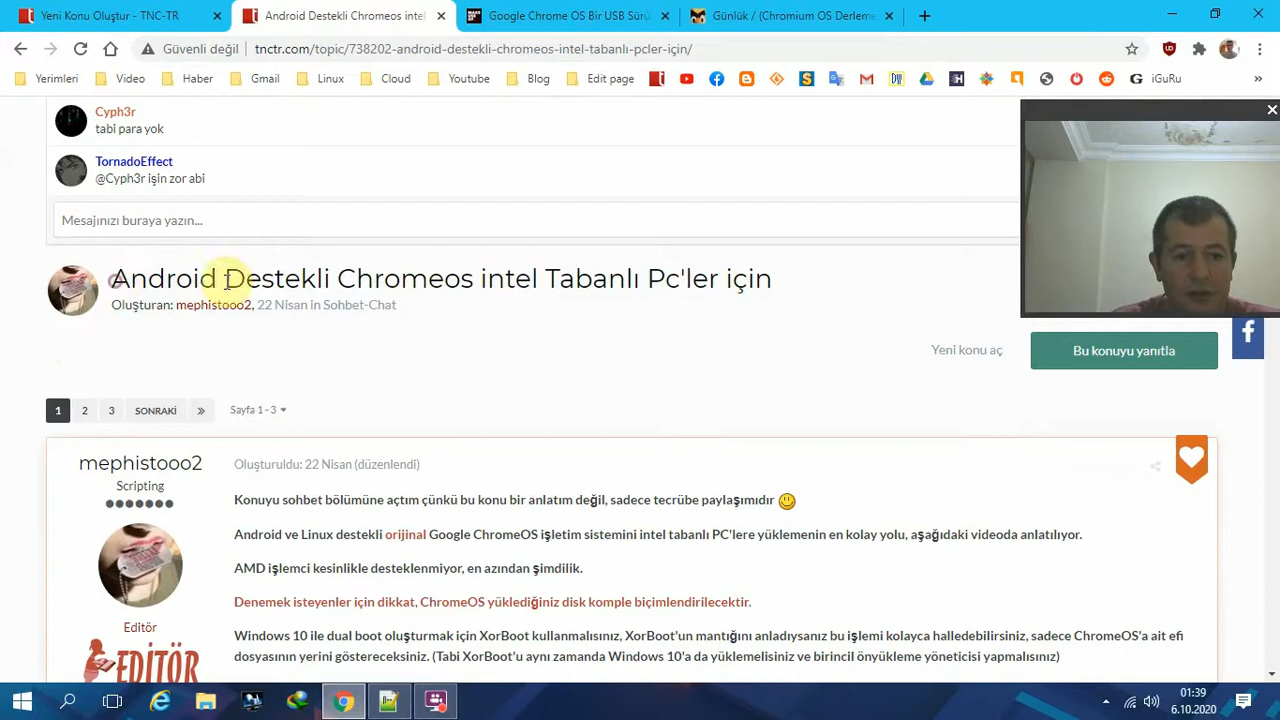 Yeni Konu Oluştur - TNC-TR
Android Destekli Chromeos intel
Google Chrome OS Bir USB Sürü
Günlük / (Chromium OS Derleme
Güvenli değil
tnctr.com/topic/738202-android-destekli-chromeos-intel-tabanlı-pcler-için/
Yerimleri
Video
Haber
Gmail
Linux
Cloud
Youtube
Blog
Edit page
iGuRu
Cyph3r
tabi para yok
TornadoEffect
@Cyph3r işin zor abi
Mesajınızı buraya yazın...
Android Destekli Chromeos intel Tabanlı Pc'ler için
Oluşturan: mephistooo2, 22 Nisan in Sohbet-Chat
Yeni konu aç
Bu konuyu yanıtla
1 2 3 SONRAKİ » Sayfa 1 - 3
mephistooo2
Oluşturuldu: 22 Nisan (düzenlendi)
Scripting
Konuyu sohbet bölümüne açtım çünkü bu konu bir anlatım değil, sadece tecrübe paylaşımıdır
Android ve Linux destekli orijinal Google ChromeOS işletim sistemini intel tabanlı PC'lere yüklemenin en kolay yolu, aşağıdaki videoda anlatılıyor.
AMD işlemci kesinlikle desteklenmiyor, en azından şimdilik.
Denemek isteyenler için dikkat, ChromeOS yüklediğiniz disk komple biçimlendirilecektir.
Editör
EDİTÖR
Windows 10 ile dual boot oluşturmak için XorBoot kullanmalısınız, XorBoot'un mantığını anladıysanız bu işlemi kolayca halledebilirsiniz, sadece ChromeOS'a ait efi
dosyasının yerini göstereceksiniz. (Tabi XorBoot'u aynı zamanda Windows 10'a da yüklemelisiniz ve birincil önyükleme yöneticisi yapmalısınız)
01:39
6.10.2020